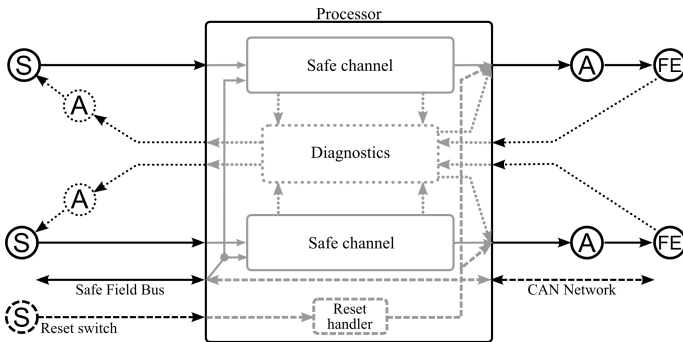 Processor
S
Safe channel
A
FE
A
Diagnostics
A
S
Safe channel
A
FE
Safe Field Bus
CAN Network
S
Reset switch
Reset
handler